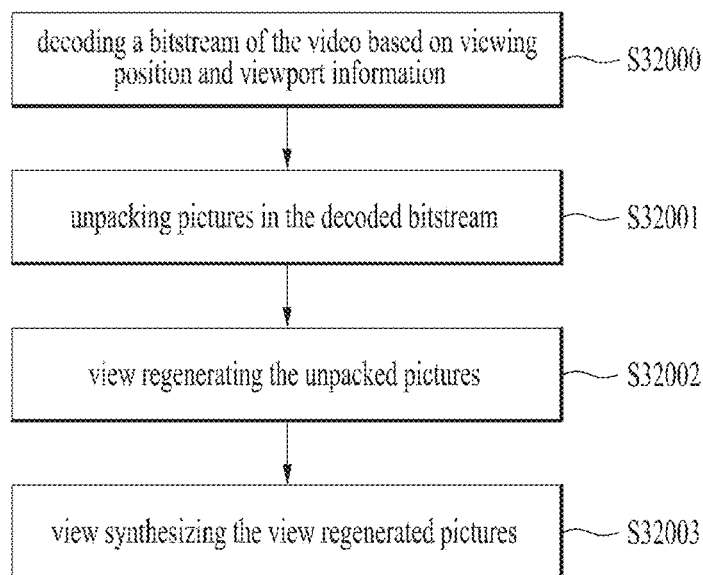 decoding a bitstream of the video based on viewing
position and viewport information
S32000
unpacking pictures in the decoded bitstream
S32001
view regenerating the unpacked pictures
S32002
view synthesizing the view regenerated pictures
S32003